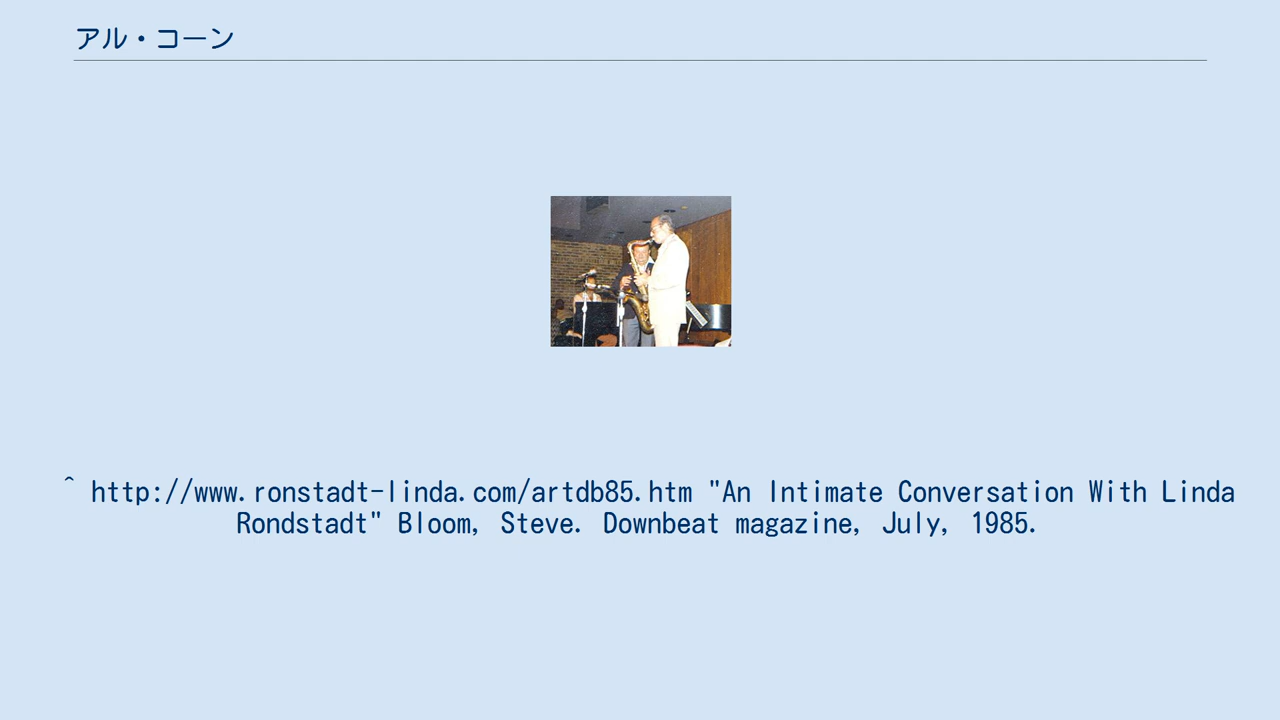 アル・コーン
^ http://www.ronstadt-linda.com/artdb85.htm "An Intimate Conversation With Linda
Rondstadt" Bloom, Steve. Downbeat magazine, July, 1985.